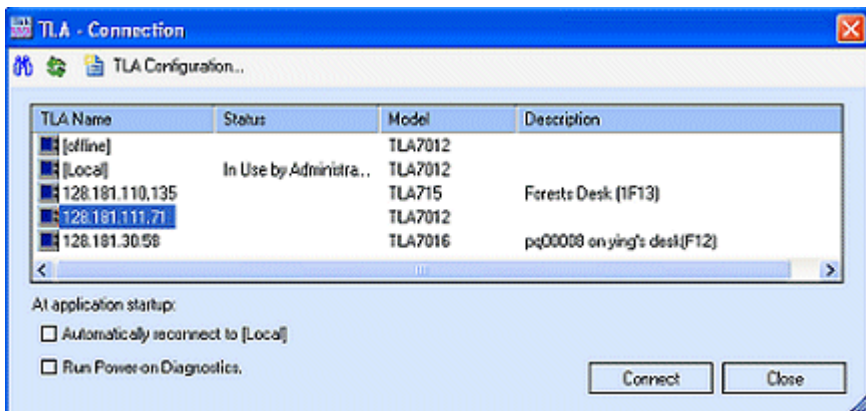 TLA - Connection
TLA Configuration...
TLA Name Status Model Description
[offline] TLA7012
[Local] In Use by Administra... TLA7012
128.181.110.135 TLA715 Forests Desk (1F13)
128.181.111.71 TLA7012
128.181.30.58 TLA7016 pq00008 on ying's desk(F12)
At application startup:
Automatically reconnect to [Local]
Run Power-on Diagnostics.
Connect Close